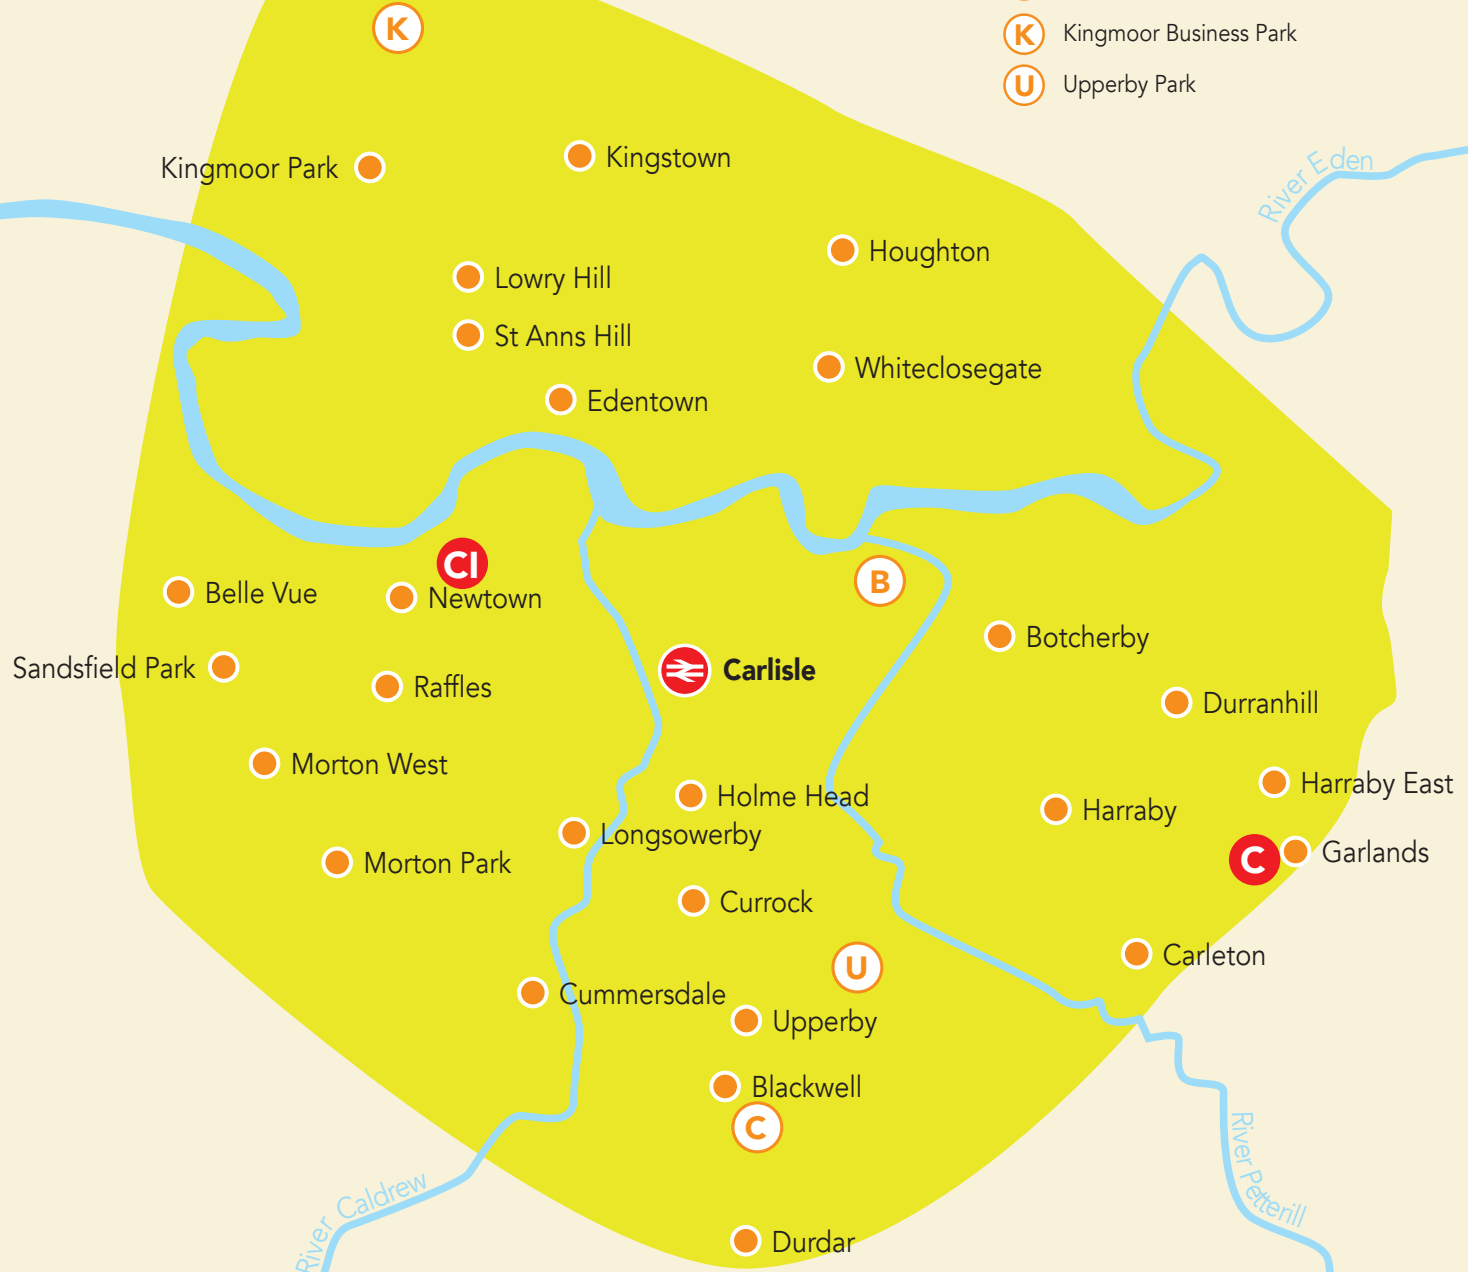 K
K Kingmoor Business Park
U Upperby Park
Kingmoor Park
Kingstown
River Eden
Houghton
Lowry Hill
St Anns Hill
Whiteclosegate
Edentown
CI
B
Belle Vue
Newtown
Botcherby
Sandsfield Park
Carlisle
Raffles
Durranhill
Morton West
Harraby East
Holme Head
Harraby
Longsowerby
Garlands
C
Morton Park
Currock
Carleton
U
Cummersdale
Upperby
Blackwell
C
River Petterill
River Caldrew
Durdar